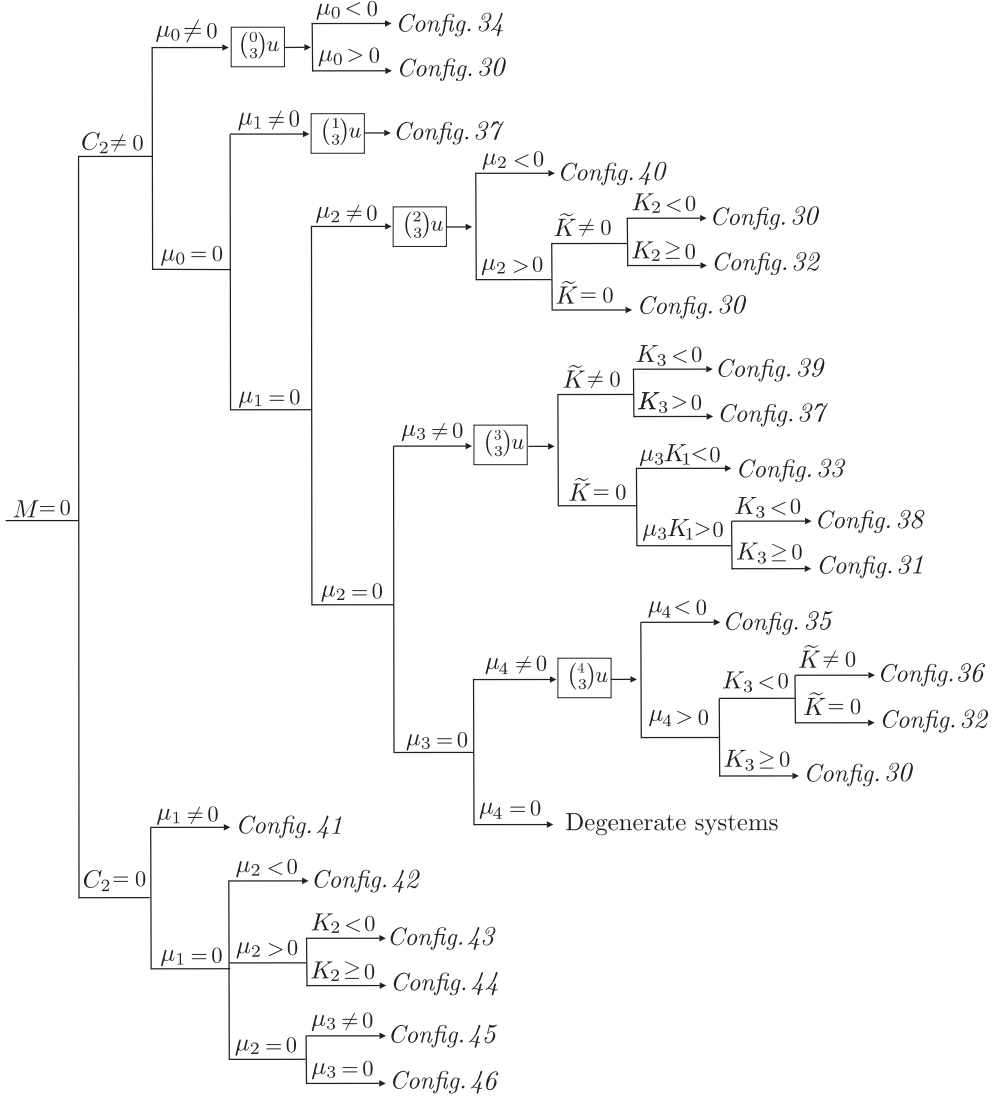 μ₀≠0
(0 3)u
μ₀<0
Config. 34
μ₀>0
Config. 30
C₂≠0
μ₁≠0
(1 3)u
Config. 37
μ₀=0
μ₂≠0
(2 3)u
μ₂<0
Config. 40
μ₂>0
K̃≠0
K₂<0
Config. 30
K₂≥0
Config. 32
K̃=0
Config. 30
μ₁=0
μ₃≠0
(3 3)u
K̃≠0
K₃<0
Config. 39
K₃>0
Config. 37
K̃=0
μ₃K₁<0
Config. 33
μ₃K₁>0
K₃<0
Config. 38
K₃≥0
Config. 31
M=0
μ₂=0
μ₄≠0
(4 3)u
μ₄<0
Config. 35
μ₄>0
K₃<0
K̃≠0
Config. 36
K̃=0
Config. 32
K₃≥0
Config. 30
μ₃=0
μ₄=0
Degenerate systems
C₂=0
μ₁≠0
Config. 41
μ₁=0
μ₂<0
Config. 42
μ₂>0
K₂<0
Config. 43
K₂≥0
Config. 44
μ₂=0
μ₃≠0
Config. 45
μ₃=0
Config. 46